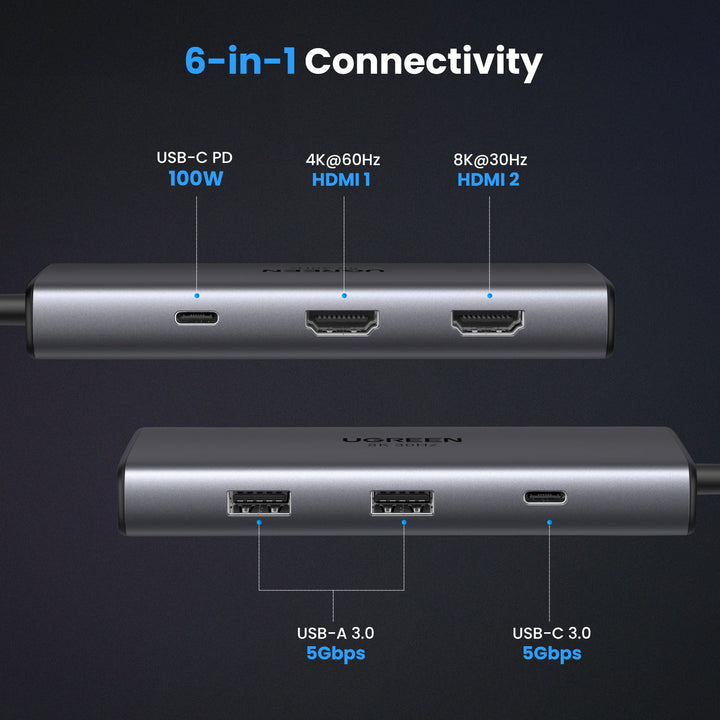 6-in-1 Connectivity
USB-C PD
100W
4K@60Hz
HDMI 1
8K@30Hz
HDMI 2
UGREEN
UGREEN
8K 30Hz
USB-A 3.0
5Gbps
USB-C 3.0
5Gbps